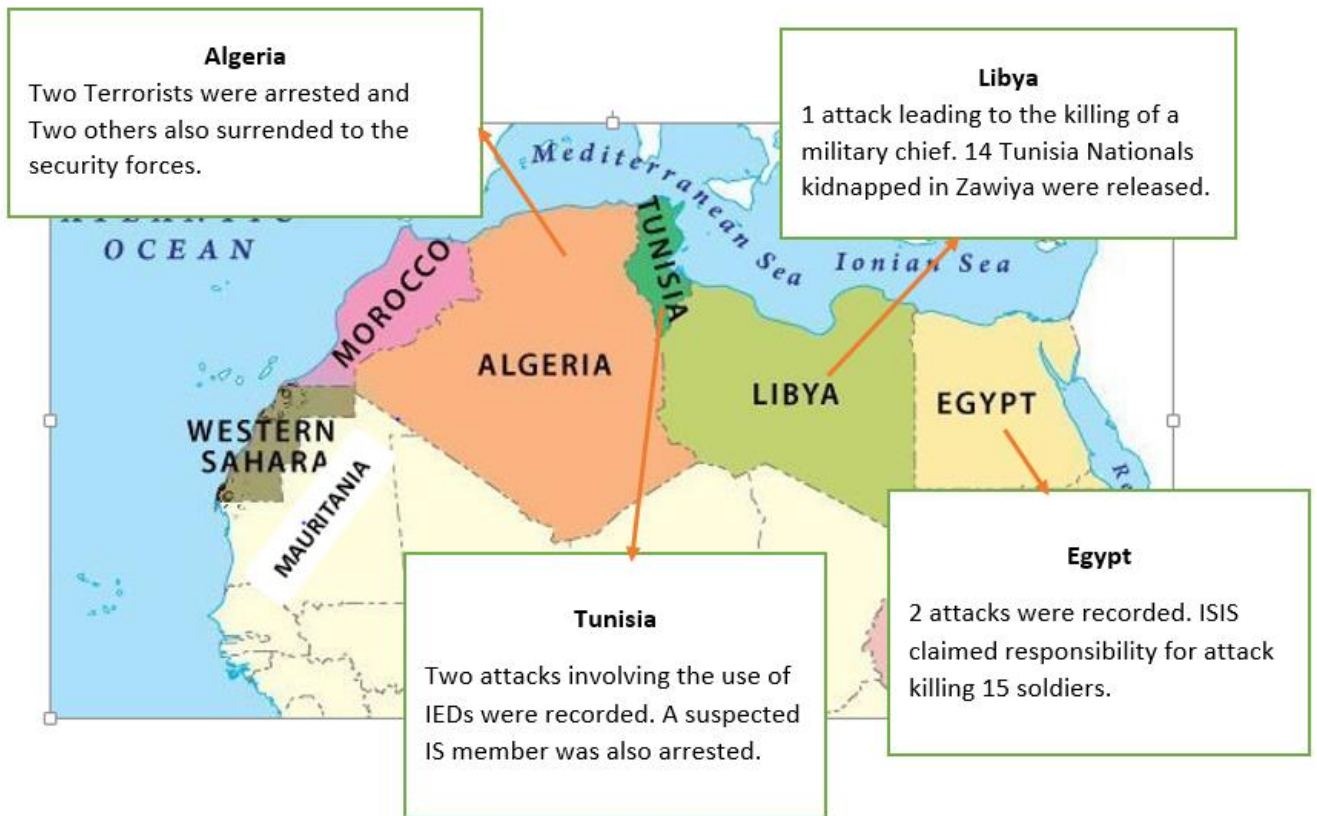 Algeria
Two Terrorists were arrested and
Two others also surrended to the
security forces.
Libya
1 attack leading to the killing of a
military chief. 14 Tunisia Nationals
kidnapped in Zawiya were released.
OCEAN
Mediterranean Sea
Ionian Sea
MOROCCO
TUNISIA
ALGERIA
LIBYA
EGYPT
WESTERN
SAHARA
MAURITANIA
Tunisia
Two attacks involving the use of
IEDs were recorded. A suspected
IS member was also arrested.
Egypt
2 attacks were recorded. ISIS
claimed responsibility for attack
killing 15 soldiers.